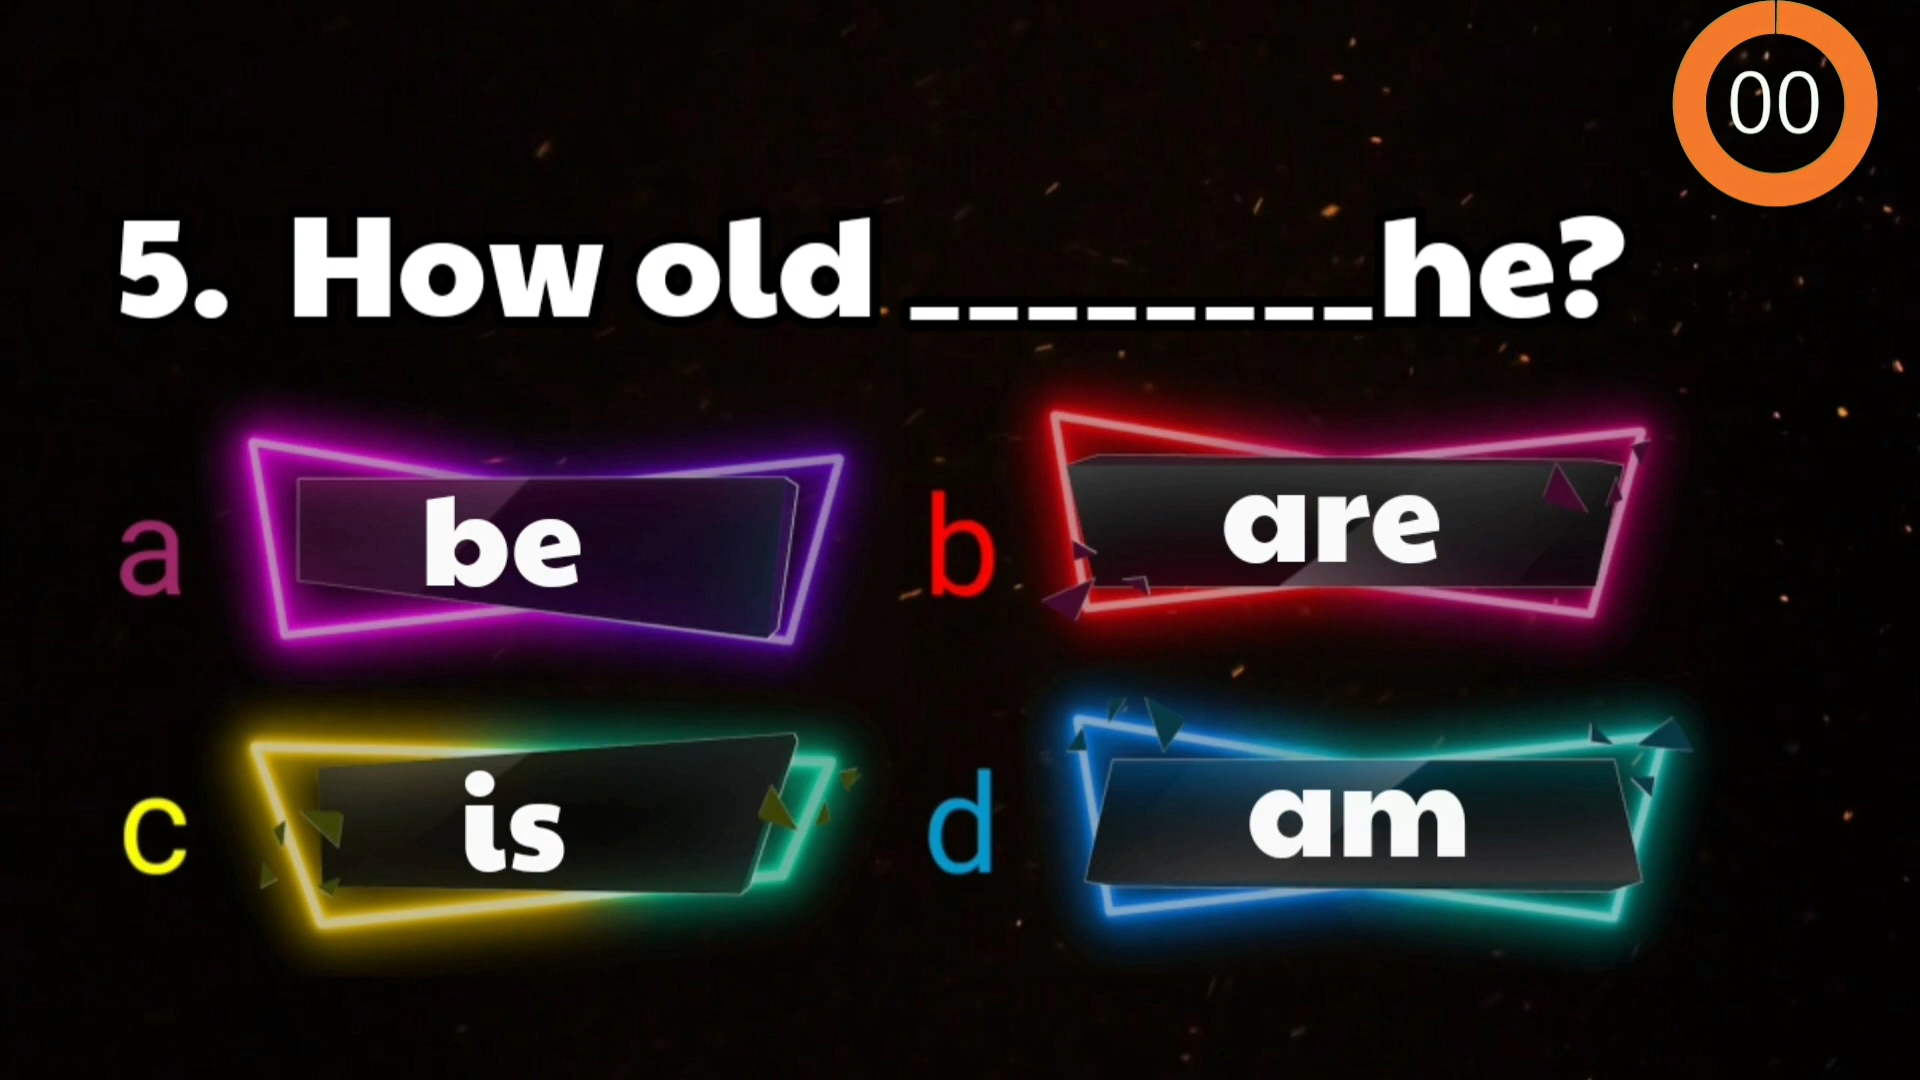 00
5. How old ________he?
a be
b are
c is
d am